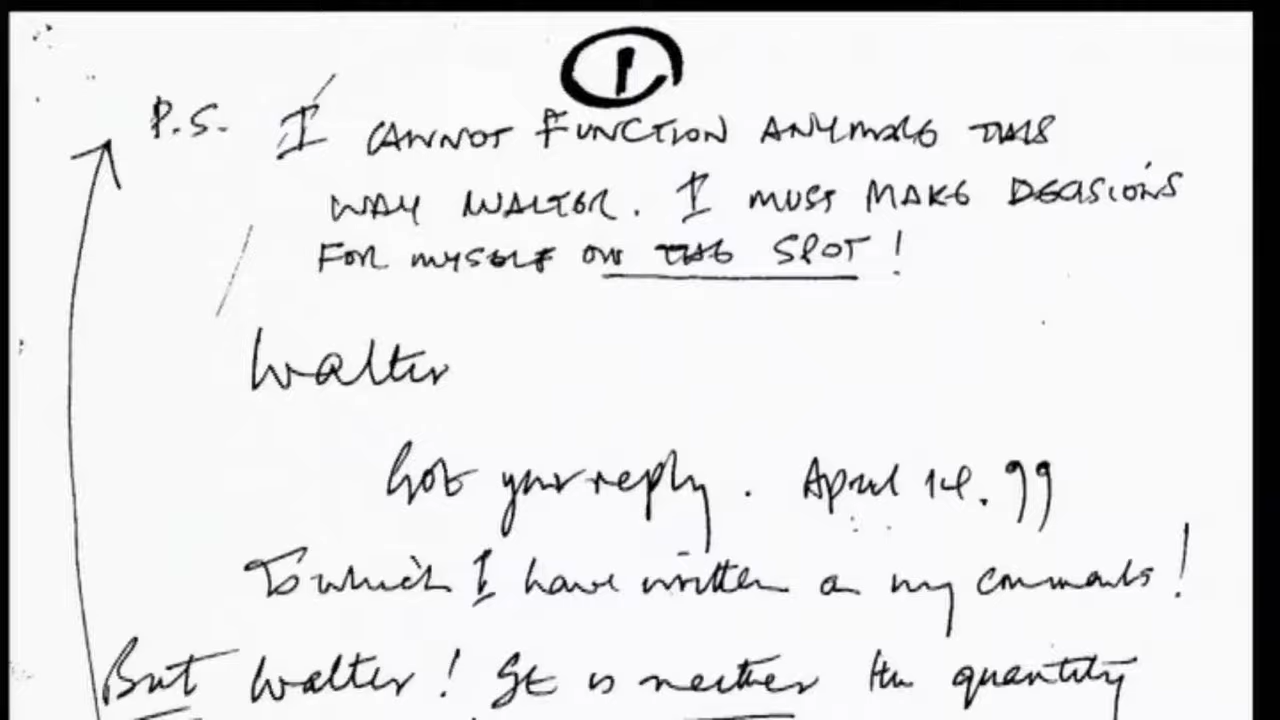 1
P.S. I CANNOT FUNCTION ANYMORE THIS
WAY WALTER. I MUST MAKE DECISIONS
FOR MYSELF ON THE SPOT!
Walter
Got your reply. April 14. 99
To which I have written on my comments!
But Walter! It is neither the quantity